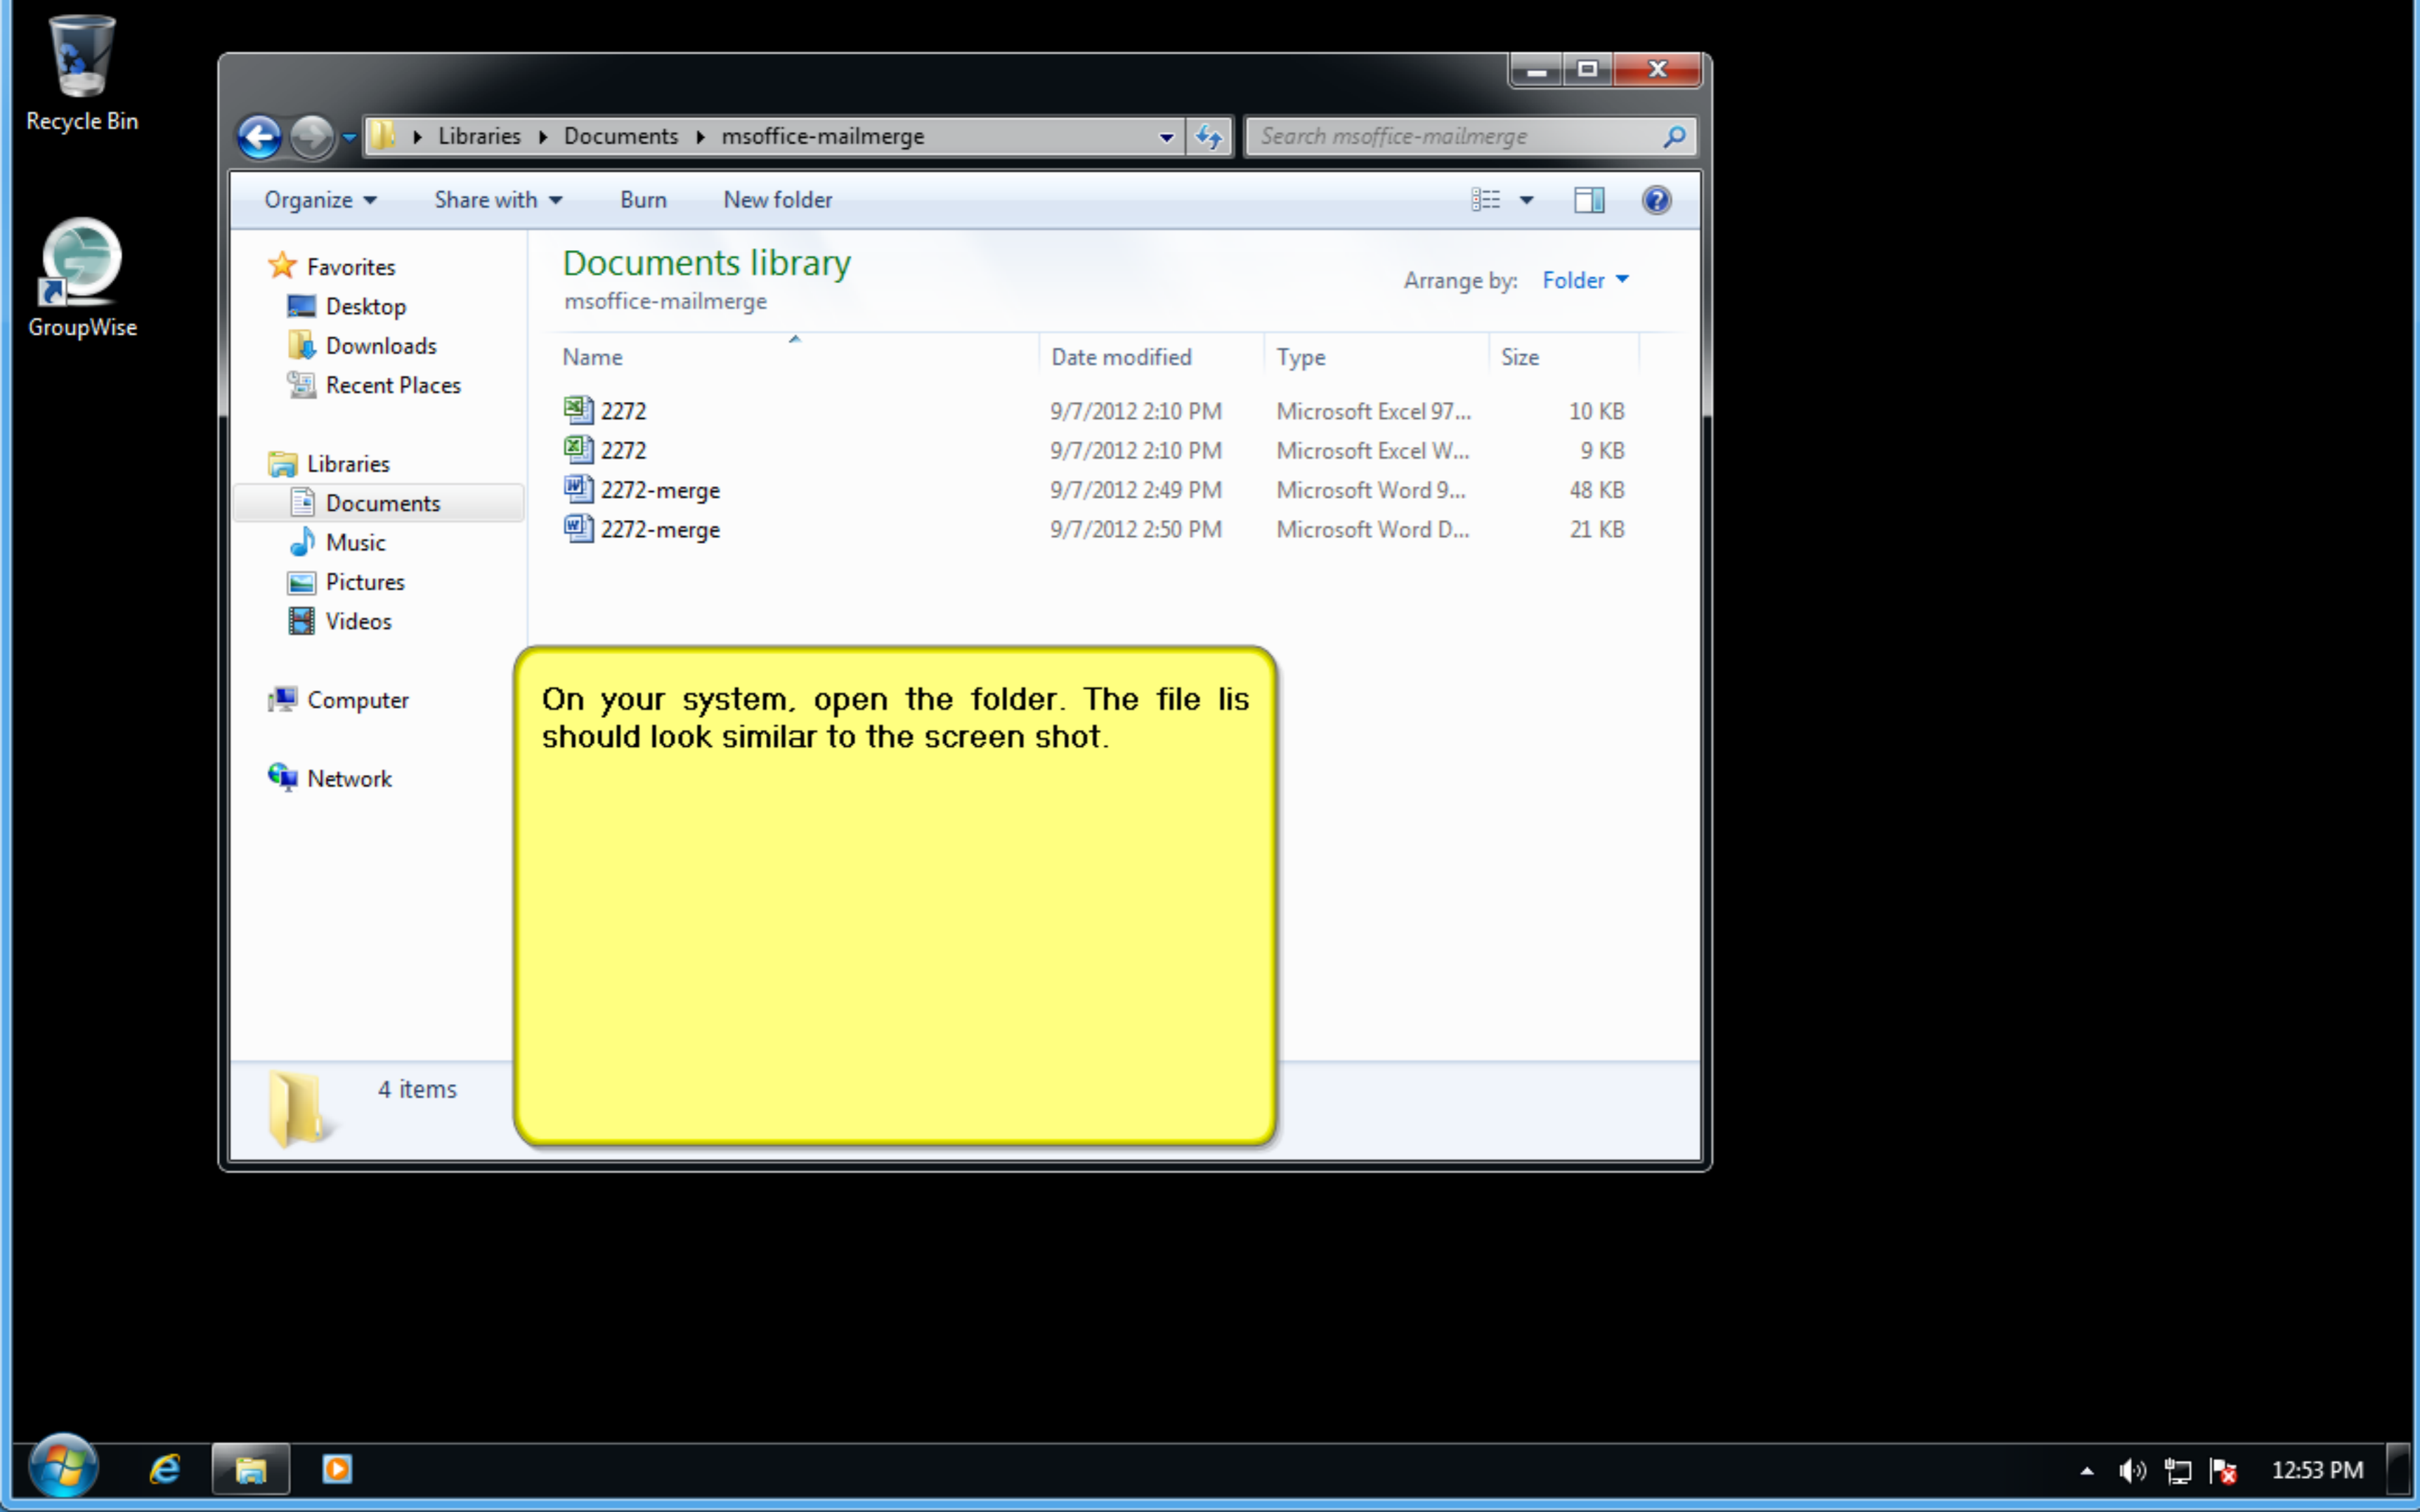 Recycle Bin
GroupWise
Libraries Documents msoffice-mailmerge
Search msoffice-mailmerge
Organize Share with Burn New folder
Favorites
Desktop
Downloads
Recent Places
Libraries
Documents
Music
Pictures
Videos
Computer
Network
Documents library
msoffice-mailmerge
Arrange by: Folder
Name Date modified Type Size
2272 9/7/2012 2:10 PM Microsoft Excel 97... 10 KB
2272 9/7/2012 2:10 PM Microsoft Excel W... 9 KB
2272-merge 9/7/2012 2:49 PM Microsoft Word 9... 48 KB
2272-merge 9/7/2012 2:50 PM Microsoft Word D... 21 KB
On your system, open the folder. The file lis
should look similar to the screen shot.
4 items
12:53 PM